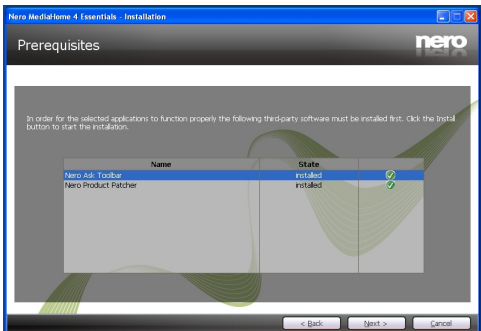 Nero MediaHome 4 Essentials - Installation
Prerequisites
nero
In order for the selected applications to function properly the following third-party software must be installed first. Click the Instal
button to start the installation.
Name State
Nero Ask Toolbar installed
Nero Product Patcher installed
< Back Next > Cancel